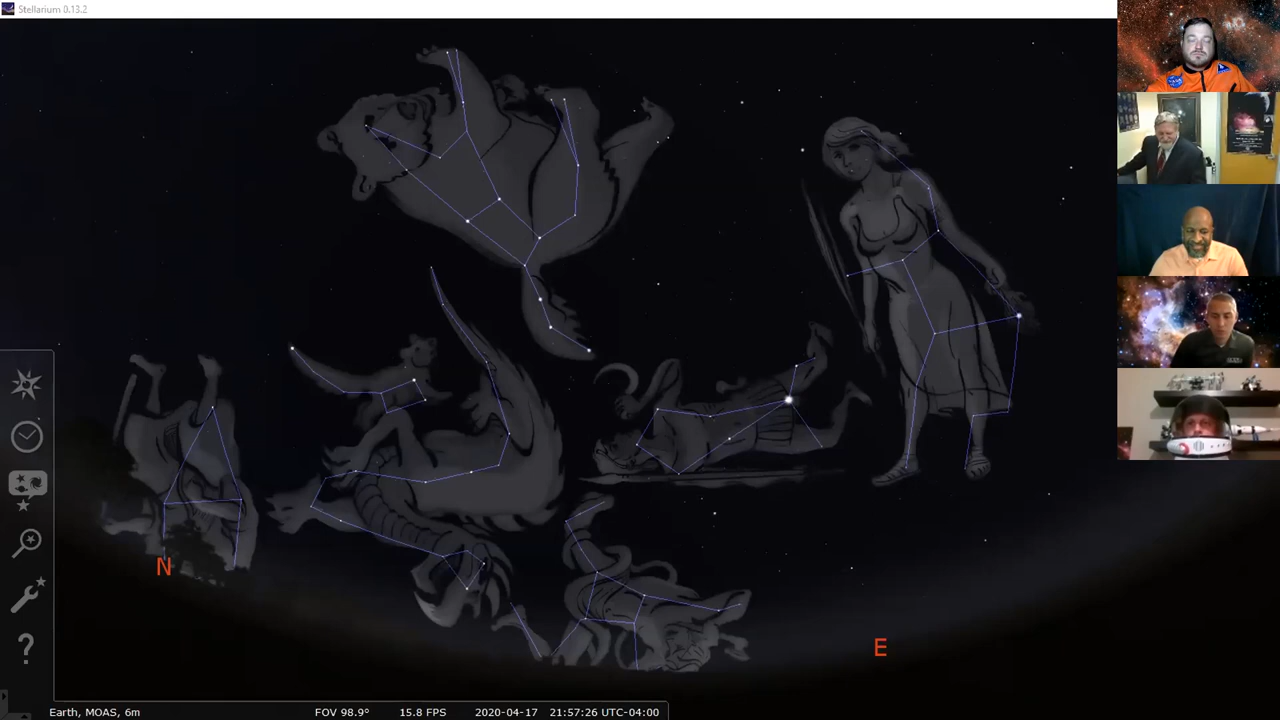 Stellarium 0.13.2
NASA
N
E
?
Earth, MOAS, 6m FOV 98.9° 15.8 FPS 2020-04-17 21:57:26 UTC-04:00